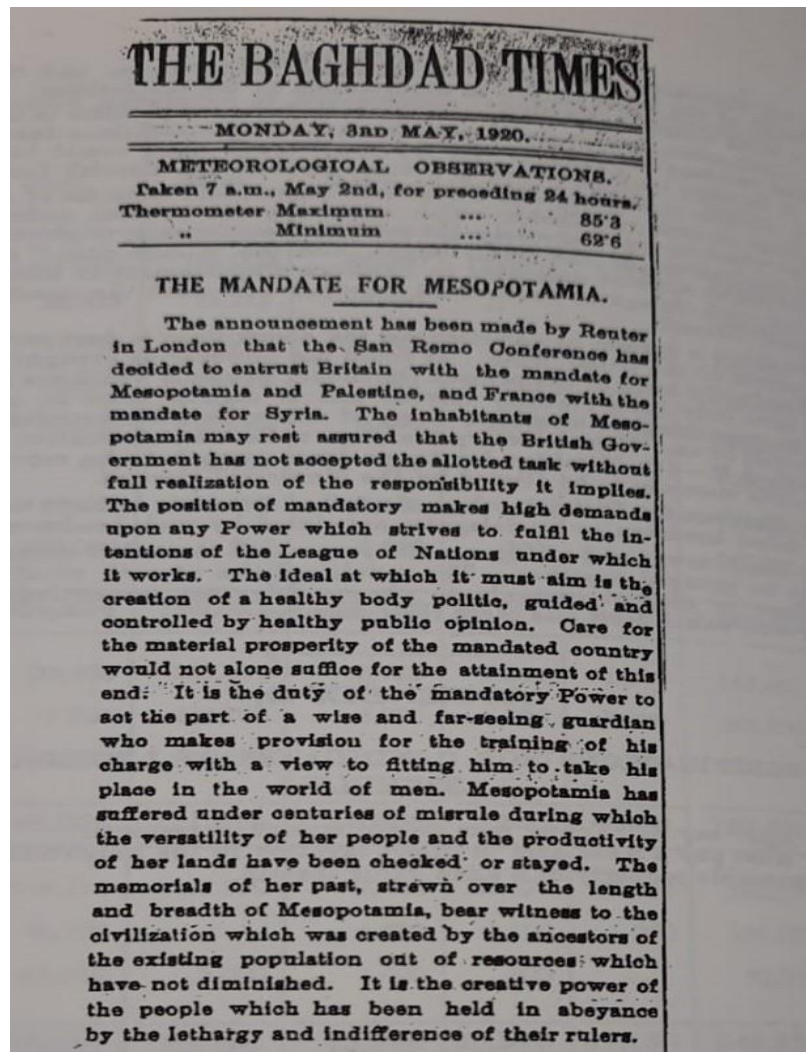 THE BAGHDAD TIMES
MONDAY, 3RD MAY, 1920.
METEOROLOGICAL OBSERVATIONS.
Taken 7 a.m., May 2nd, for preceding 24 hours.
Thermometer Maximum ... 85·3
„ Minimum ... 62·6
THE MANDATE FOR MESOPOTAMIA.
The announcement has been made by Reuter
in London that the San Remo Conference has
decided to entrust Britain with the mandate for
Mesopotamia and Palestine, and France with the
mandate for Syria. The inhabitants of Meso-
potamia may rest assured that the British Gov-
ernment has not accepted the allotted task without
full realization of the responsibility it implies.
The position of mandatory makes high demands
upon any Power which strives to fulfil the in-
tentions of the League of Nations under which
it works. The ideal at which it must aim is the
creation of a healthy body politic, guided and
controlled by healthy public opinion. Care for
the material prosperity of the mandated country
would not alone suffice for the attainment of this
end. It is the duty of the mandatory Power to
act the part of a wise and far-seeing guardian
who makes provision for the training of his
charge with a view to fitting him to take his
place in the world of men. Mesopotamia has
suffered under centuries of misrule during which
the versatility of her people and the productivity
of her lands have been checked or stayed. The
memorials of her past, strewn over the length
and breadth of Mesopotamia, bear witness to the
civilization which was created by the ancestors of
the existing population out of resources which
have not diminished. It is the creative power of
the people which has been held in abeyance
by the lethargy and indifference of their rulers.